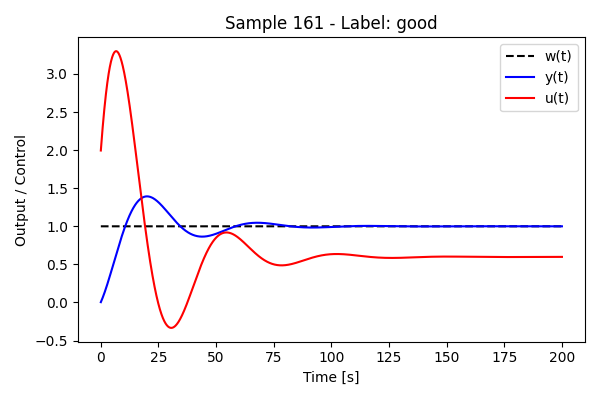 Sample 161 - Label: good
w(t)
y(t)
u(t)
Output / Control
3.0
2.5
2.0
1.5
1.0
0.5
0.0
−0.5
0 25 50 75 100 125 150 175 200
Time [s]